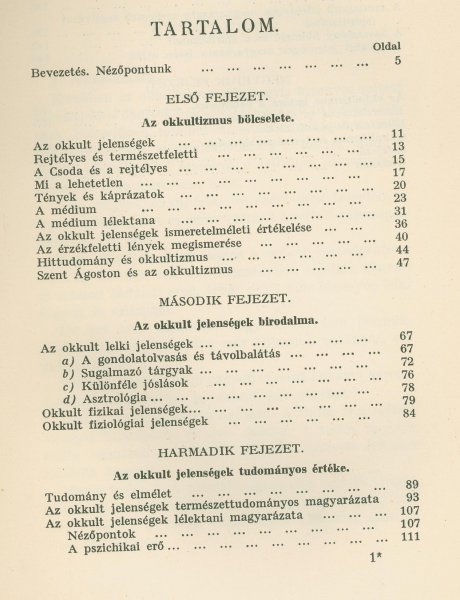 TARTALOM.
Oldal
Bevezetés. Nézőpontunk ... ... ... ... ... ... ... 5
ELSŐ FEJEZET.
Az okkultizmus bölcselete.
Az okkult jelenségek ... ... ... ... ... ... ... 11
Rejtélyes és természetfeletti ... ... ... ... ... ... 13
A Csoda és a rejtélyes ... ... ... ... ... ... ... 15
Mi a lehetetlen ... ... ... ... ... ... ... ... 17
Tények és káprázatok ... ... ... ... ... ... ... 20
A médium ... ... ... ... ... ... ... ... 23
A médium lélektana ... ... ... ... ... ... ... 31
Az okkult jelenségek ismeretelméleti értékelése ... ... 36
Az érzékfeletti lények megismerése ... ... ... ... 40
Hittudomány és okkultizmus ... ... ... ... ... ... 44
Szent Ágoston és az okkultizmus ... ... ... ... ... 47
MÁSODIK FEJEZET.
Az okkult jelenségek birodalma.
Az okkult lelki jelenségek ... ... ... ... ... ... 67
a) A gondolatolvasás és távolbalátás ... ... ... ... 67
b) Sugalmazó tárgyak ... ... ... ... ... ... 72
c) Különféle jóslások ... ... ... ... ... ... 76
d) Asztrológia ... ... ... ... ... ... ... 78
Okkult fizikai jelenségek... ... ... ... ... ... ... 79
Okkult fiziológiai jelenségek ... ... ... ... ... 84
HARMADIK FEJEZET.
Az okkult jelenségek tudományos értéke.
Tudomány és elmélet ... ... ... ... ... ... ... 89
Az okkult jelenségek természettudományos magyarázata 93
Az okkult jelenségek lélektani magyarázata ... ... ... 107
Nézőpontok ... ... ... ... ... ... ... 107
A pszichikai erő ... ... ... ... ... ... ... 111
1*